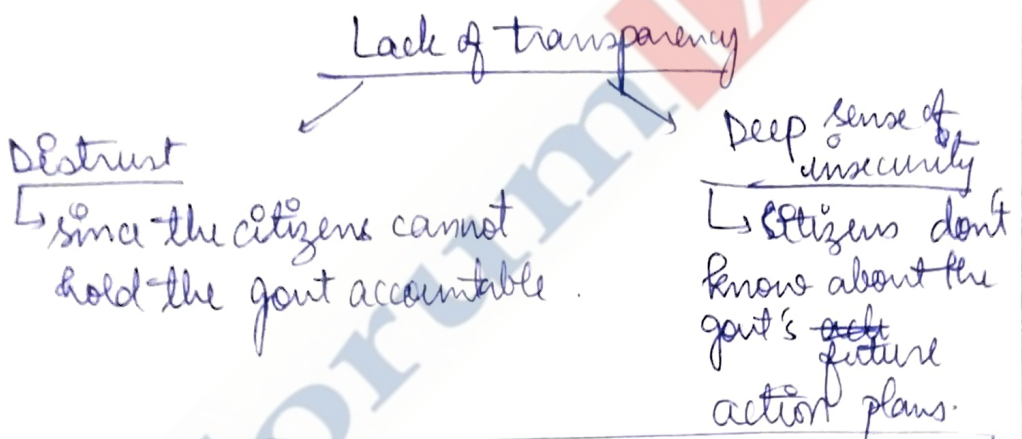 Lack of transparency
Distrust
since the citizens cannot
hold the govt accountable.
Deep sense of
insecurity
citizens don't
know about the
govt's
future
action plans.
forum